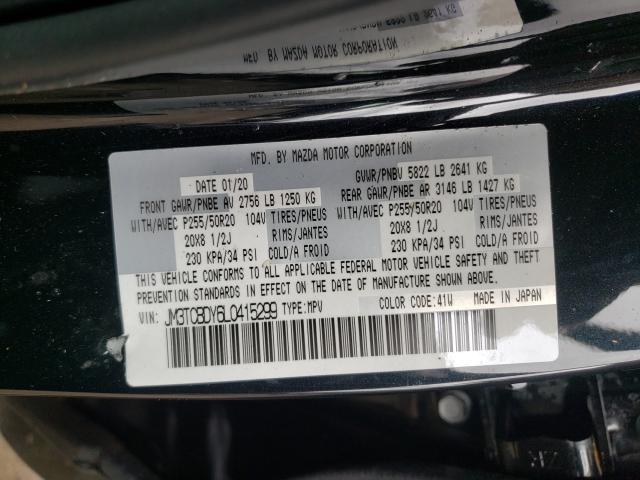 MFD. BY MAZDA MOTOR CORPORATION
DATE 01/20 GVWR/PNBV 5822 LB 2641 KG
FRONT GAWR/PNBE AV 2756 LB 1250 KG REAR GAWR/PNBE AR 3146 LB 1427 KG
WITH/AVEC P255/50R20 104V TIRES/PNEUS WITH/AVEC P255/50R20 104V TIRES/PNEUS
20X8 1/2J RIMS/JANTES 20X8 1/2J RIMS/JANTES
230 KPA/34 PSI COLD/A FROID 230 KPA/34 PSI COLD/A FROID
THIS VEHICLE CONFORMS TO ALL APPLICABLE FEDERAL MOTOR VEHICLE SAFETY AND THEFT
PREVENTION STANDARDS IN EFFECT ON THE DATE OF MANUFACTURE SHOWN ABOVE.
VIN: JM3TCBDY6L0415299 TYPE:MPV COLOR CODE:41W MADE IN JAPAN